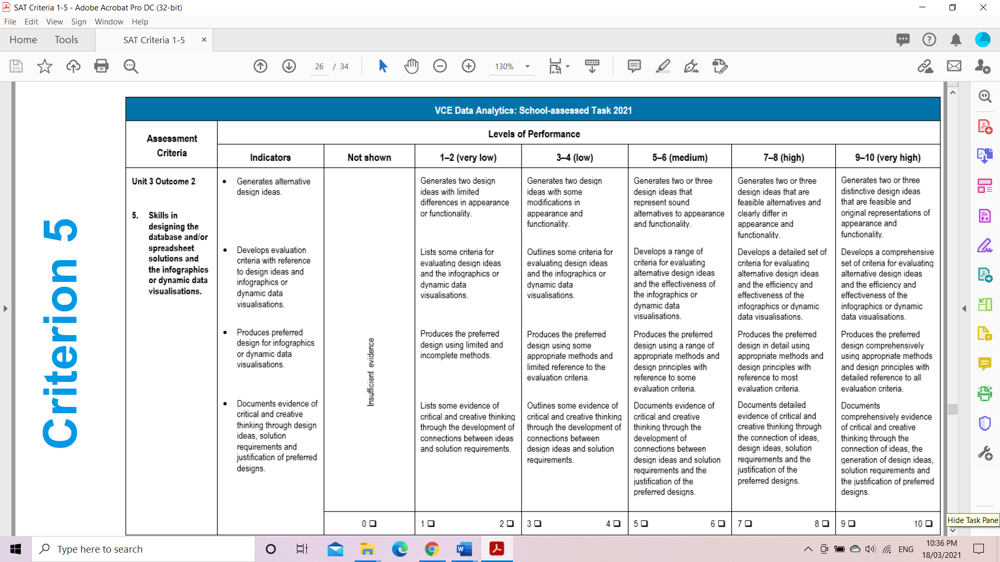 SAT Criteria 1-5 - Adobe Acrobat Pro DC (32-bit)
File Edit View Sign Window Help
Home Tools SAT Criteria 1-5 ×
26 / 34 130%
VCE Data Analytics: School-assessed Task 2021
Assessment
Criteria
Levels of Performance
Indicators
Not shown
1–2 (very low)
3–4 (low)
5–6 (medium)
7–8 (high)
9–10 (very high)
Criterion 5
Unit 3 Outcome 2
5. Skills in
designing the
database and/or
spreadsheet
solutions and
the infographics
or dynamic data
visualisations.
• Generates alternative
design ideas.
Generates two design
ideas with limited
differences in appearance
or functionality.
Generates two design
ideas with some
modifications in
appearance and
functionality.
Generates two or three
design ideas that
represent sound
alternatives to appearance
and functionality.
Generates two or three
design ideas that are
feasible alternatives and
clearly differ in
appearance and
functionality.
Generates two or three
distinctive design ideas
that are feasible and
original representations of
appearance and
functionality.
• Develops evaluation
criteria with reference
to design ideas and
infographics or
dynamic data
visualisations.
Lists some criteria for
evaluating design ideas
and the infographics or
dynamic data
visualisations.
Outlines some criteria for
evaluating design ideas
and the infographics or
dynamic data
visualisations.
Develops a range of
criteria for evaluating
alternative design ideas
and the effectiveness of
the infographics or
dynamic data
visualisations.
Develops a detailed set of
criteria for evaluating
alternative design ideas
and the efficiency and
effectiveness of the
infographics or dynamic
data visualisations.
Develops a comprehensive
set of criteria for evaluating
alternative design ideas
and the efficiency and
effectiveness of the
infographics or dynamic
data visualisations.
• Produces preferred
design for infographics
or dynamic data
visualisations.
Insufficient evidence
Produces the preferred
design using limited and
incomplete methods.
Produces the preferred
design using some
appropriate methods and
limited reference to the
evaluation criteria.
Produces the preferred
design using a range of
appropriate methods and
design principles with
reference to some
evaluation criteria.
Produces the preferred
design in detail using
appropriate methods and
design principles with
reference to most
evaluation criteria.
Produces the preferred
design comprehensively
using appropriate methods
and design principles with
detailed reference to all
evaluation criteria.
• Documents evidence of
critical and creative
thinking through design
ideas, solution
requirements and
justification of preferred
designs.
Lists some evidence of
critical and creative thinking
through the development of
connections between ideas
and solution requirements.
Outlines some evidence of
critical and creative thinking
through the development of
connections between
design ideas and solution
requirements.
Documents evidence of
critical and creative
thinking through the
development of
connections between
design ideas and solution
requirements and the
justification of the
preferred designs.
Documents detailed
evidence of critical and
creative thinking through
the connection of ideas,
design ideas, solution
requirements and the
justification of the
preferred designs.
Documents
comprehensively evidence
of critical and creative
thinking through the
connection of ideas, the
generation of design ideas,
solution requirements and
the justification of preferred
designs.
0 ❑ 1 ❑ 2 ❑ 3 ❑ 4 ❑ 5 ❑ 6 ❑ 7 ❑ 8 ❑ 9 ❑ 10 ❑
Hide Task Pane
Type here to search
ENG
10:36 PM
18/03/2021